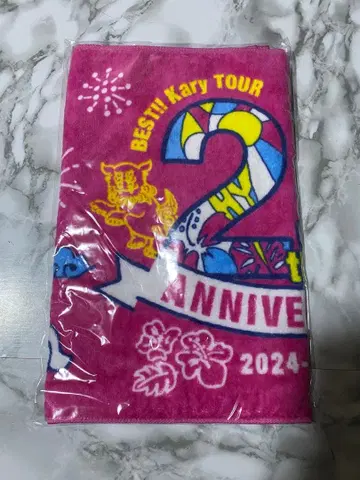 BEST!! Kary TOUR
HY
2
t
ANNIVE
2024-